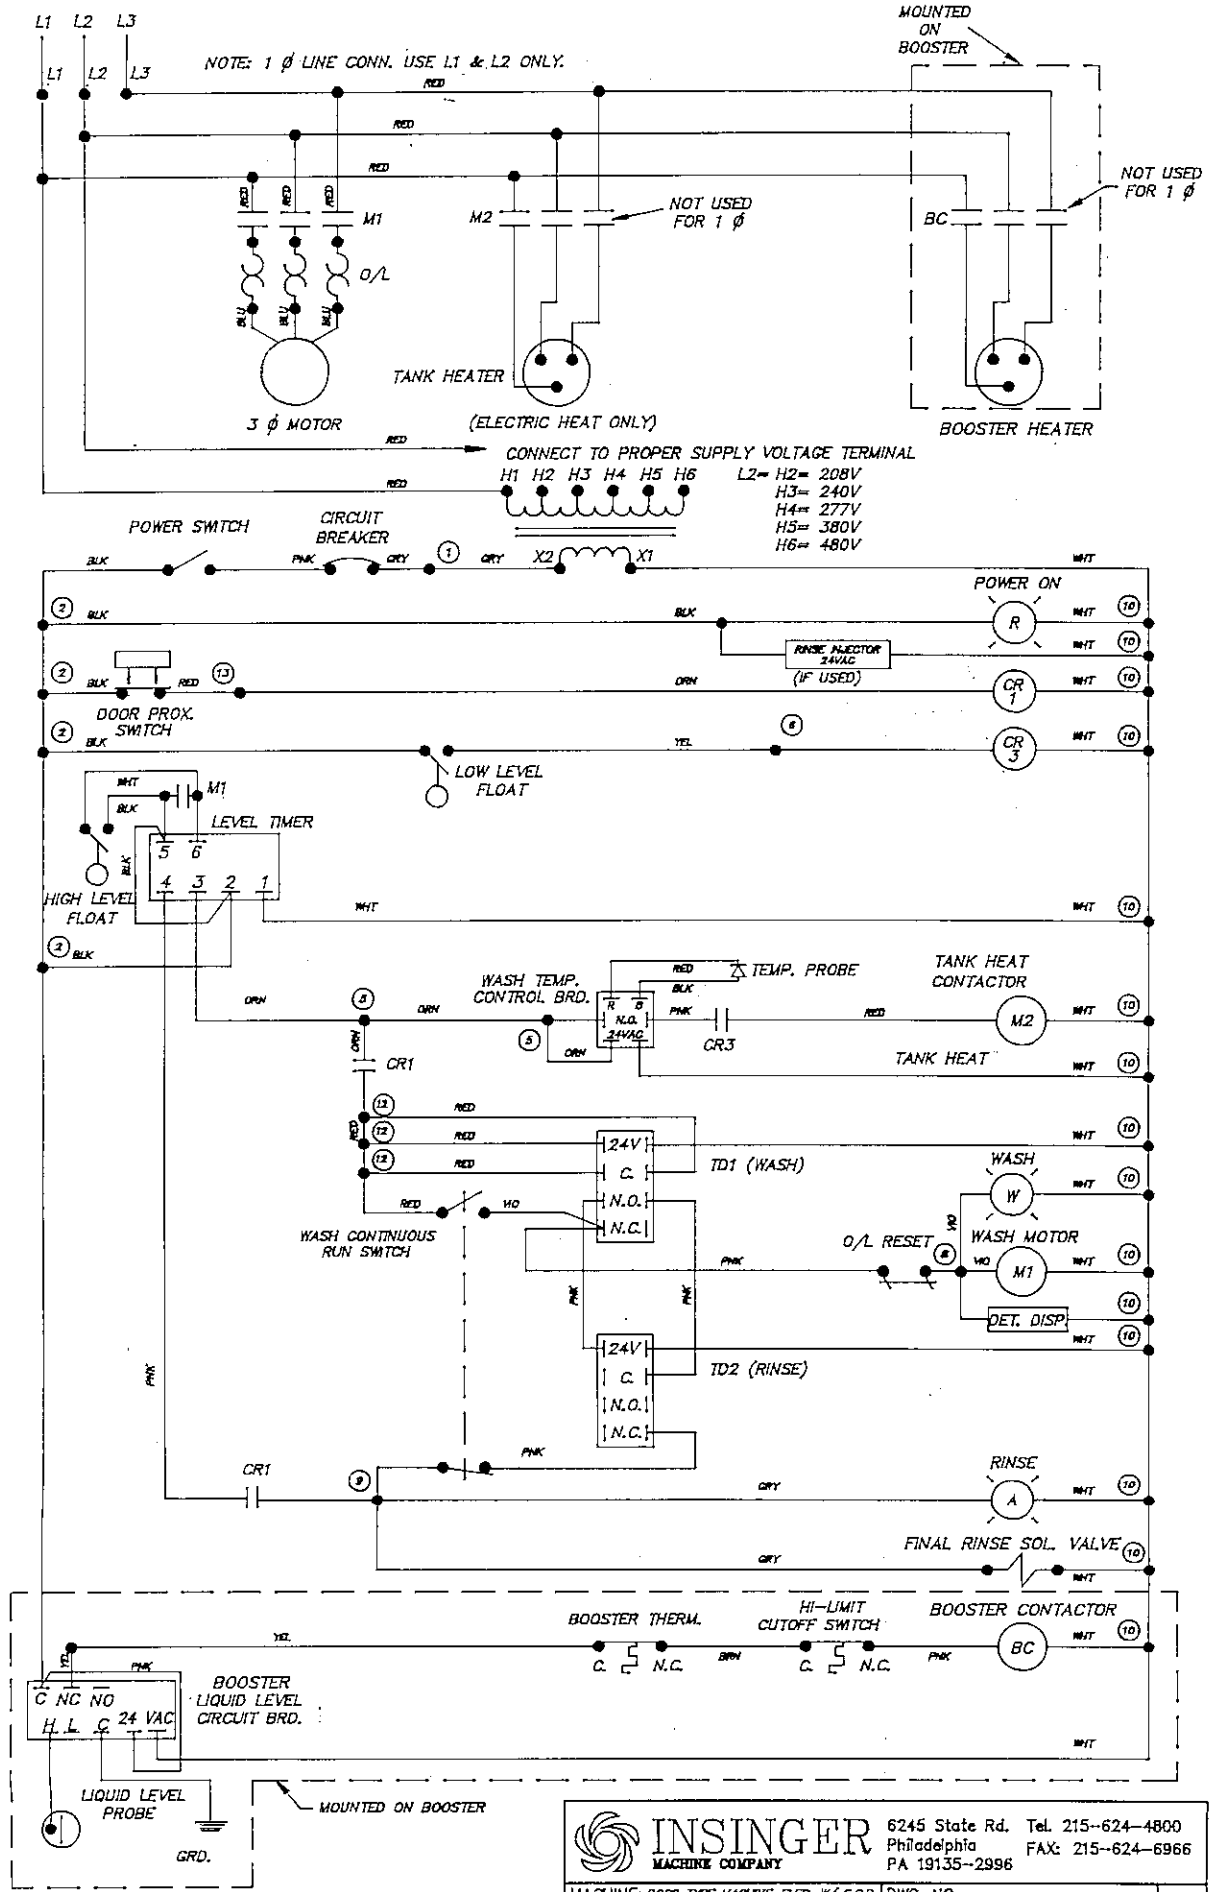 L1 L2 L3
MOUNTED
ON
BOOSTER
NOTE: 1 ϕ LINE CONN. USE L1 & L2 ONLY.
L1 L2 L3
RED
RED
RED
NOT USED
FOR 1 ϕ
RED RED RED
M1
M2
NOT USED
FOR 1 ϕ
BC
O/L
BLU BLU BLU
TANK HEATER
3 ϕ MOTOR
(ELECTRIC HEAT ONLY)
BOOSTER HEATER
RED
CONNECT TO PROPER SUPPLY VOLTAGE TERMINAL
RED
H1 H2 H3 H4 H5 H6
L2= H2= 208V
H3= 240V
H4= 277V
H5= 380V
H6= 480V
POWER SWITCH
CIRCUIT
BREAKER
BLK PNK GRY 1 GRY X2 X1 WHT
POWER ON
2 BLK BLK R WHT 10
RINSE INJECTOR
24VAC
WHT 10
(IF USED)
2 BLK RED 13 ORN CR
1 WHT 10
DOOR PROX.
SWITCH
2 BLK YEL 6 CR
3 WHT 10
LOW LEVEL
FLOAT
WHT M1
BLK
LEVEL TIMER
5 6
BLK
4 3 2 1
HIGH LEVEL
FLOAT
WHT WHT 10
2 BLK
WASH TEMP.
CONTROL BRD.
RED TEMP. PROBE
BLK
TANK HEAT
CONTACTOR
ORN 5 ORN R B
N.O.
24VAC
PNK CR3 RED M2 WHT 10
5 ORN
ORN CR1
TANK HEAT WHT 10
12 RED
12 RED 24V WHT 10
RED
12 RED C. TD1 (WASH)
N.O.
N.C.
WASH
W WHT 10
RED VIO
WASH CONTINUOUS
RUN SWITCH
VIO
O/L RESET 8 WASH MOTOR
PNK VIO M1 WHT 10
PNK PNK
DET. DISP. 10
24V WHT 10
C. TD2 (RINSE)
N.O.
N.C.
PNK
PNK
CR1 9
RINSE
GRY A WHT 10
FINAL RINSE SOL. VALVE 10
GRY WHT
BOOSTER THERM.
HI-LIMIT
CUTOFF SWITCH
BOOSTER CONTACTOR
YEL C. N.C. BRN C. N.C. PNK BC WHT 10
YEL PNK
C NC NO
H L C 24 VAC
BOOSTER
LIQUID LEVEL
CIRCUIT BRD.
WHT
LIQUID LEVEL
PROBE
GRD.
MOUNTED ON BOOSTER
INSINGER
MACHINE COMPANY
6245 State Rd. Tel. 215--624--4800
Philadelphia FAX: 215--624--6966
PA 19135--2996